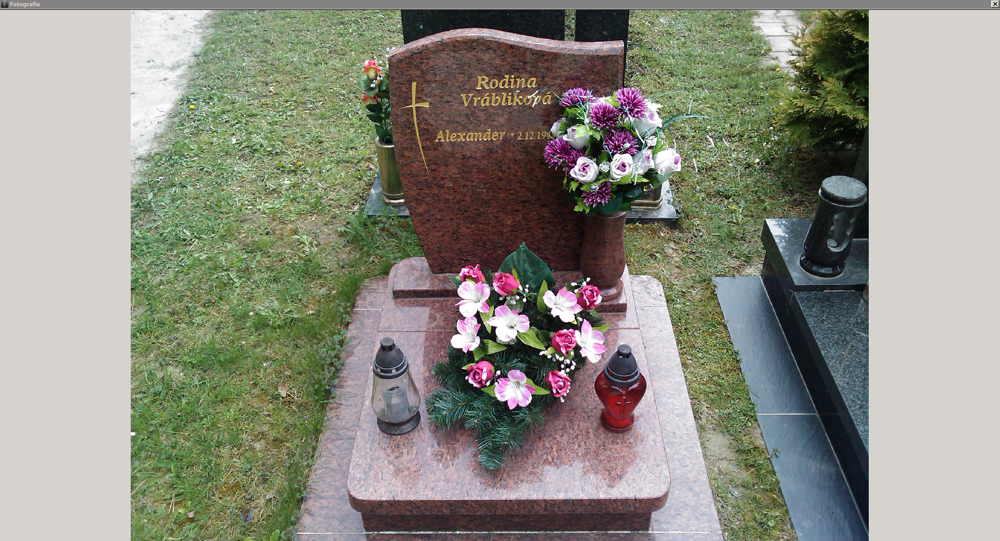 Fotografia
Rodina
Vrábliková
Alexander * 2.12.194